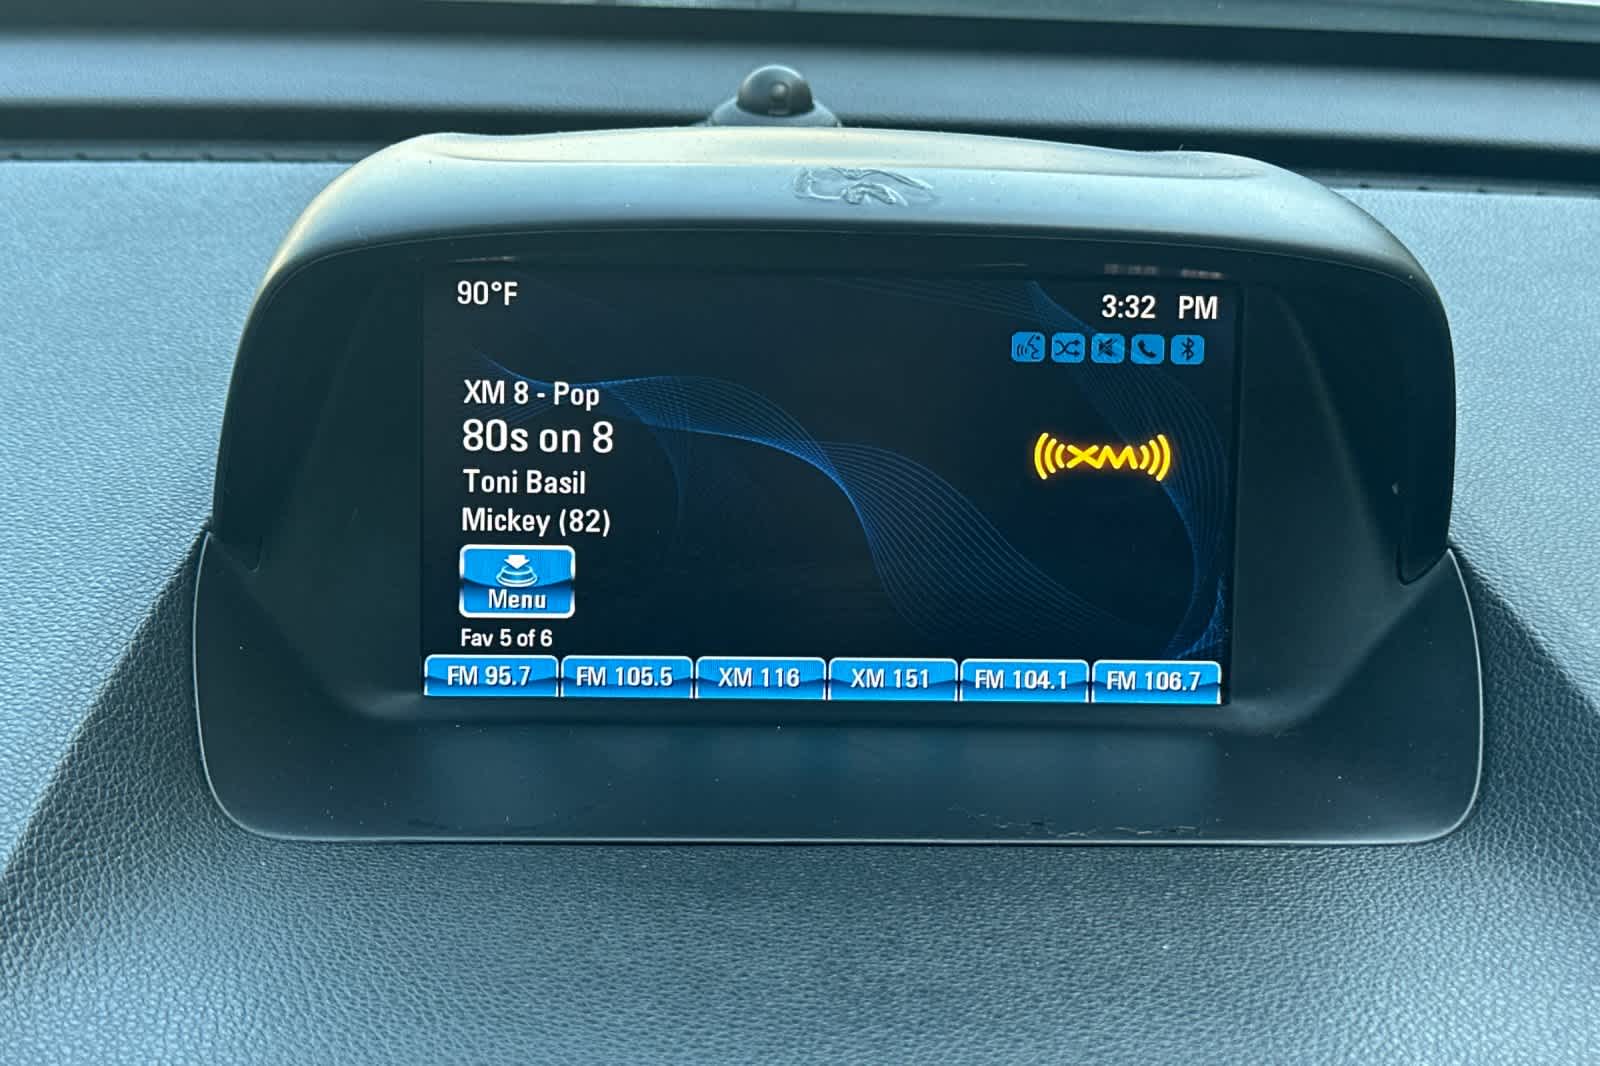 90°F
3:32 PM
XM 8 - Pop
80s on 8
XM
Toni Basil
Mickey (82)
Menu
Fav 5 of 6
FM 95.7
FM 105.5
XM 116
XM 151
FM 104.1
FM 106.7